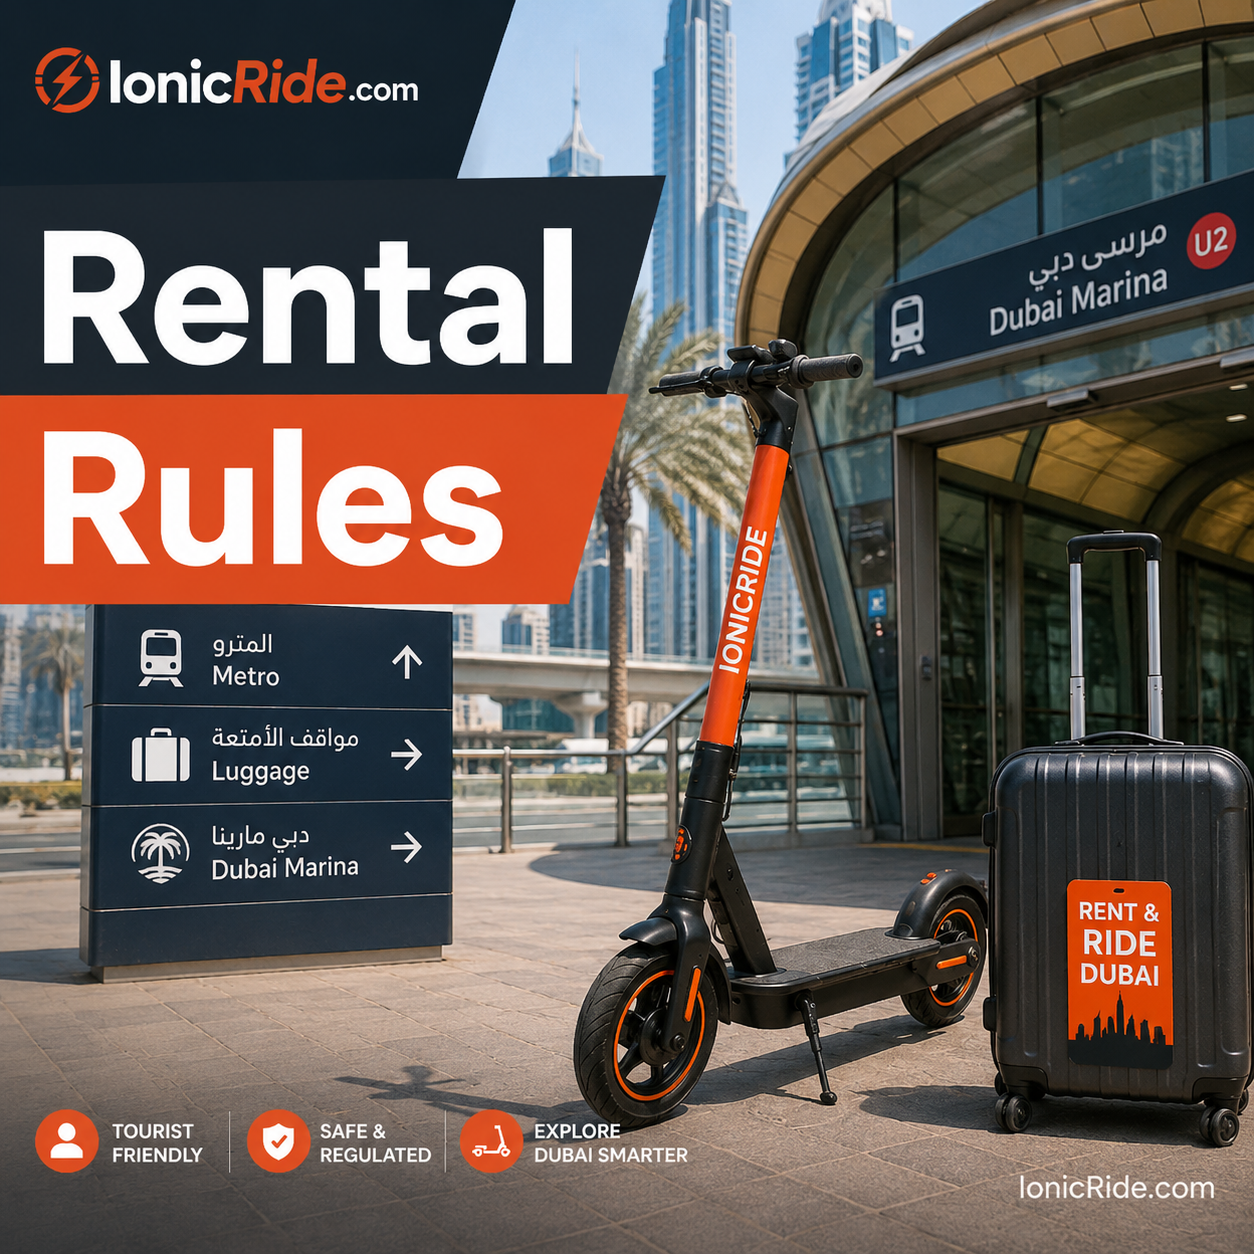 IonicRide.com
Rental
Rules
مرسى دبي
Dubai Marina
U2
IONICRIDE
المترو
Metro
مواقف الأمتعة
Luggage
دبي مارينا
Dubai Marina
RENT &
RIDE
DUBAI
TOURIST
FRIENDLY
SAFE &
REGULATED
EXPLORE
DUBAI SMARTER
IonicRide.com